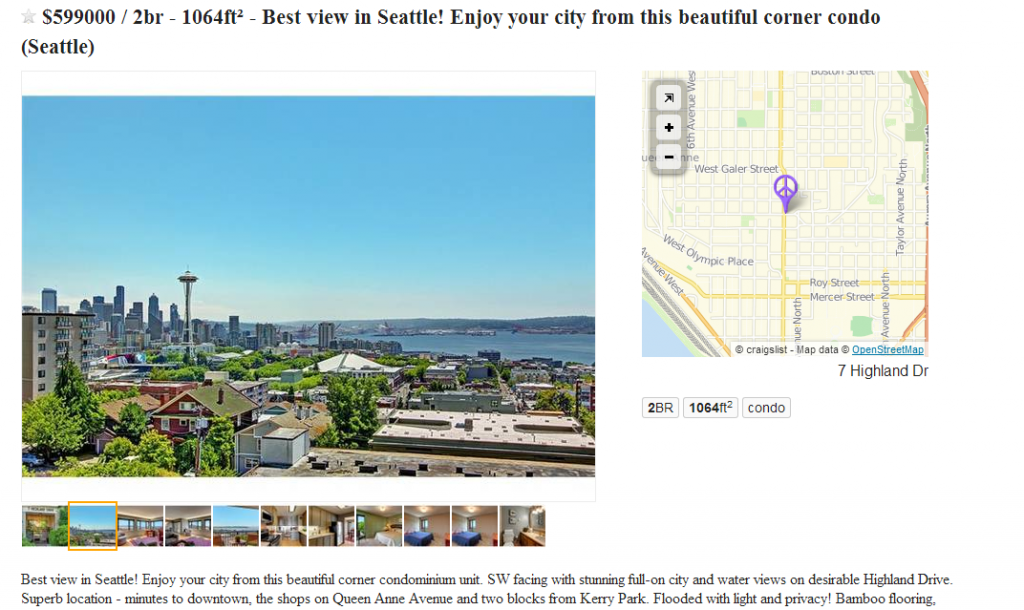 $599000 / 2br - 1064ft² - Best view in Seattle! Enjoy your city from this beautiful corner condo
(Seattle)
Boston Street
6th Avenue West
West Galer Street
Taylor Avenue North
West Olympic Place
Avenue West
Roy Street
Mercer Street
Avenue North
© craigslist - Map data © OpenStreetMap
7 Highland Dr
2BR
1064ft²
condo
Best view in Seattle! Enjoy your city from this beautiful corner condominium unit. SW facing with stunning full-on city and water views on desirable Highland Drive.
Superb location - minutes to downtown, the shops on Queen Anne Avenue and two blocks from Kerry Park. Flooded with light and privacy! Bamboo flooring,